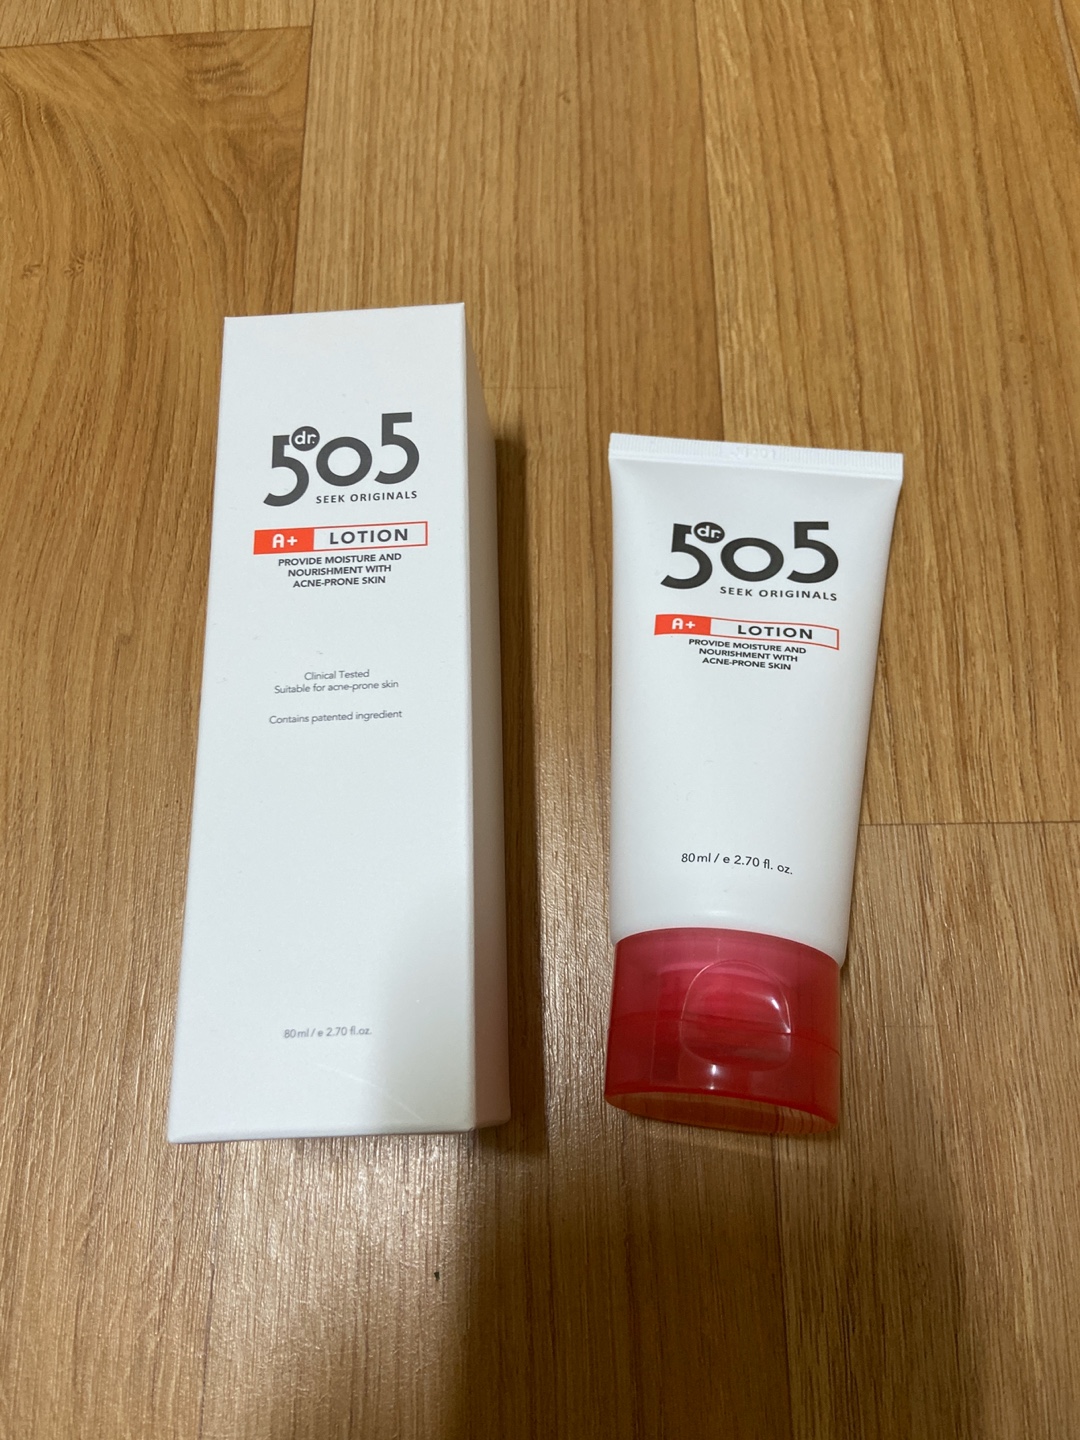 dr.
505
SEEK ORIGINALS
A+ LOTION
PROVIDE MOISTURE AND
NOURISHMENT WITH
ACNE-PRONE SKIN
Clinical Tested
Suitable for acne-prone skin
Contains patented ingredient
80ml / e 2.70 fl.oz.
dr.
505
SEEK ORIGINALS
A+ LOTION
PROVIDE MOISTURE AND
NOURISHMENT WITH
ACNE-PRONE SKIN
80ml / e 2.70 fl. oz.